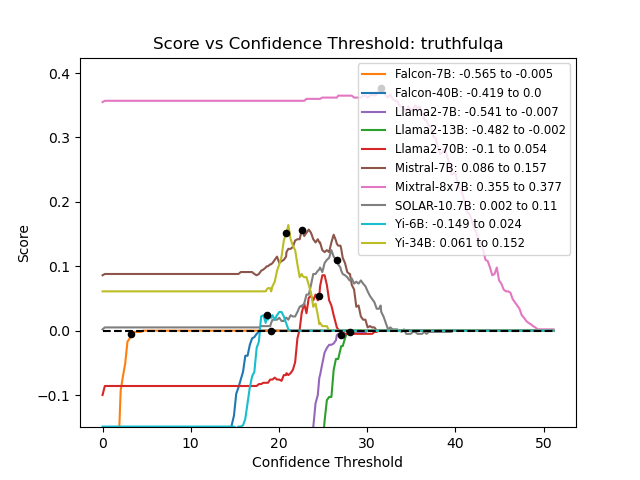 Score vs Confidence Threshold: truthfulqa
Falcon-7B: -0.565 to -0.005
Falcon-40B: -0.419 to 0.0
Llama2-7B: -0.541 to -0.007
Llama2-13B: -0.482 to -0.002
Llama2-70B: -0.1 to 0.054
Mistral-7B: 0.086 to 0.157
Mixtral-8x7B: 0.355 to 0.377
SOLAR-10.7B: 0.002 to 0.11
Yi-6B: -0.149 to 0.024
Yi-34B: 0.061 to 0.152
Score
0.4
0.3
0.2
0.1
0.0
−0.1
0 10 20 30 40 50
Confidence Threshold